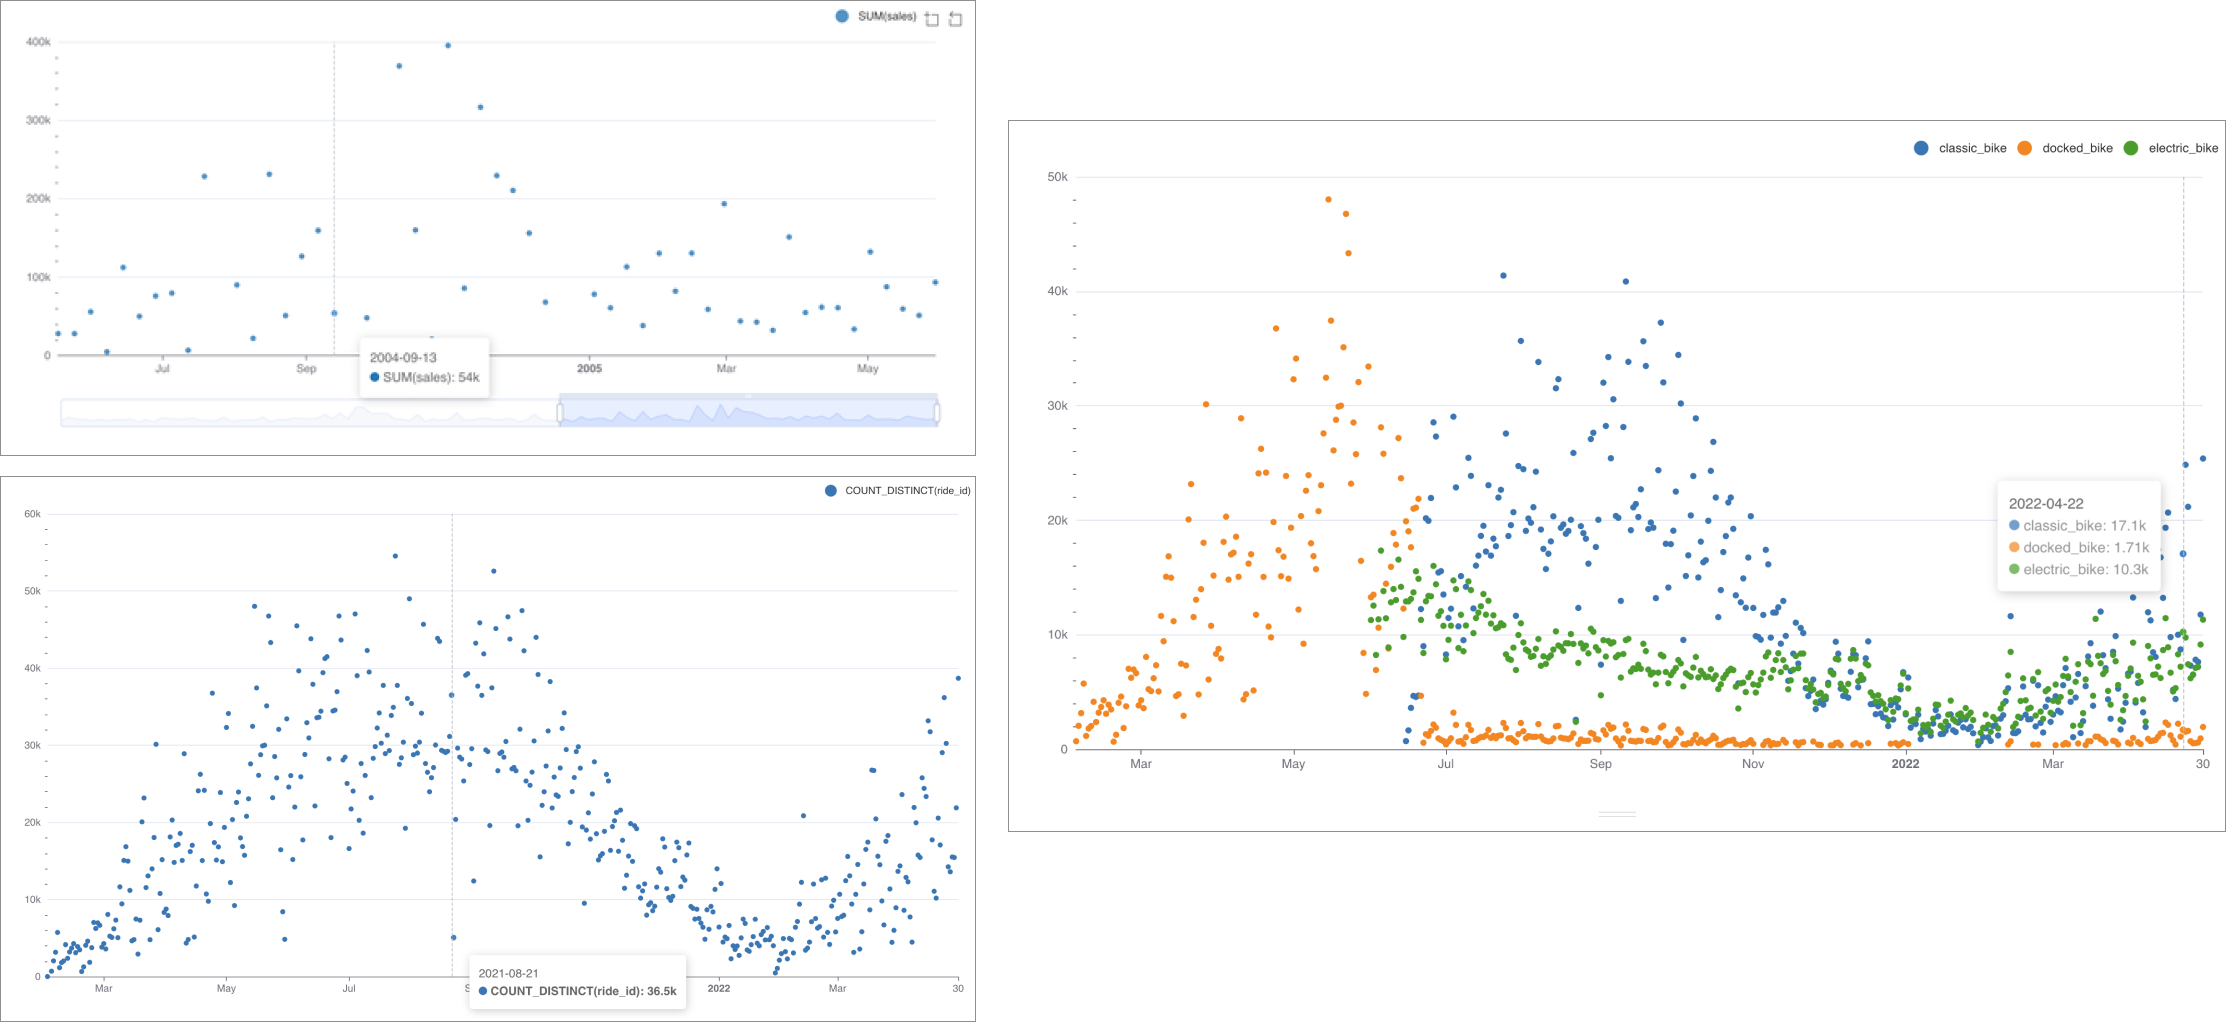 SUM(sales)
400k
300k
200k
100k
0
Jul
Sep
2005
Mar
May
2004-09-13
SUM(sales): 54k
COUNT_DISTINCT(ride_id)
60k
50k
40k
30k
20k
10k
0
Mar
May
Jul
S
2022
Mar
30
2021-08-21
COUNT_DISTINCT(ride_id): 36.5k
classic_bike
docked_bike
electric_bike
50k
40k
30k
20k
10k
0
Mar
May
Jul
Sep
Nov
2022
Mar
30
2022-04-22
classic_bike: 17.1k
docked_bike: 1.71k
electric_bike: 10.3k